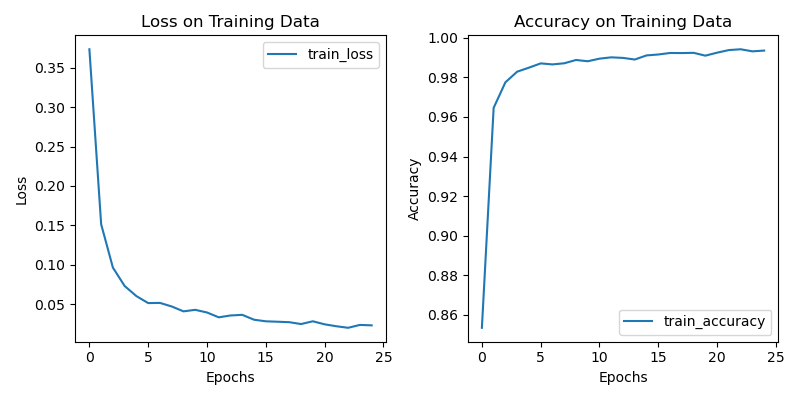 Loss on Training Data
train_loss
0.35
0.30
0.25
0.20
0.15
0.10
0.05
Loss
0 5 10 15 20 25
Epochs
Accuracy on Training Data
1.00
0.98
0.96
0.94
0.92
0.90
0.88
0.86
Accuracy
train_accuracy
0 5 10 15 20 25
Epochs